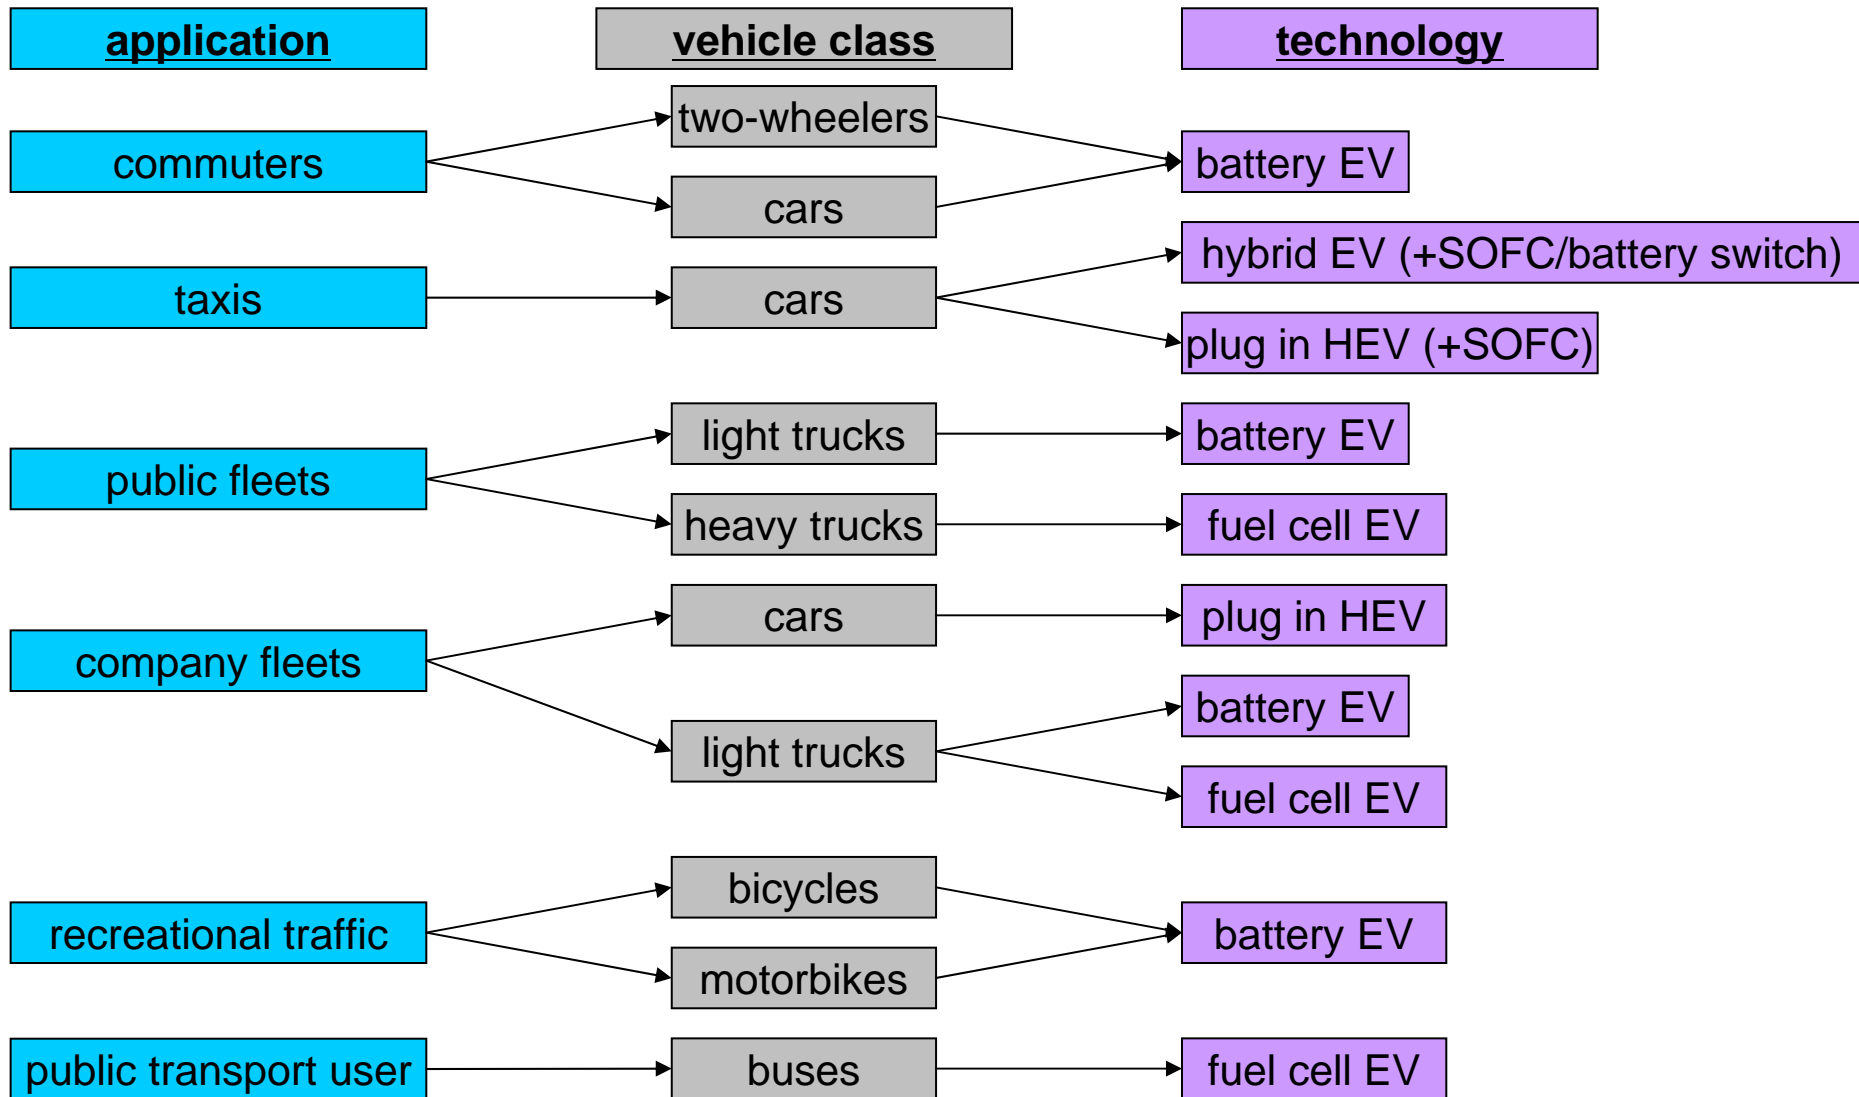 application
vehicle class
technology
two-wheelers
commuters
battery EV
cars
hybrid EV (+SOFC/battery switch)
taxis
cars
plug in HEV (+SOFC)
light trucks
battery EV
public fleets
heavy trucks
fuel cell EV
cars
plug in HEV
company fleets
battery EV
light trucks
fuel cell EV
bicycles
recreational traffic
battery EV
motorbikes
public transport user
buses
fuel cell EV